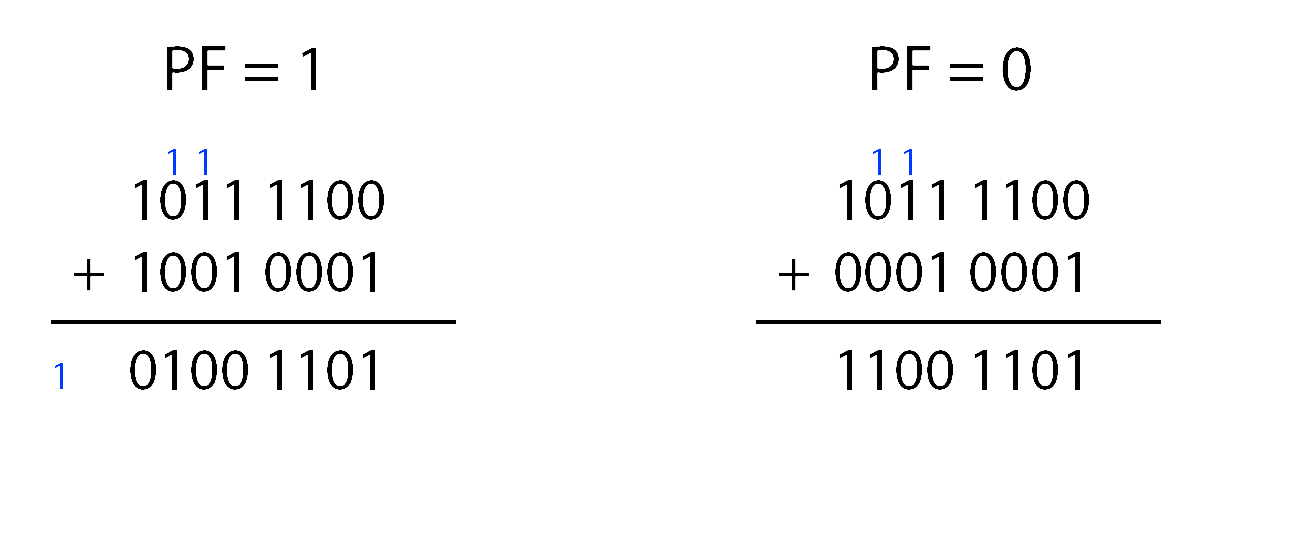 PF = 1
1 1
1011 1100
+ 1001 0001
1 0100 1101
PF = 0
1 1
1011 1100
+ 0001 0001
1100 1101